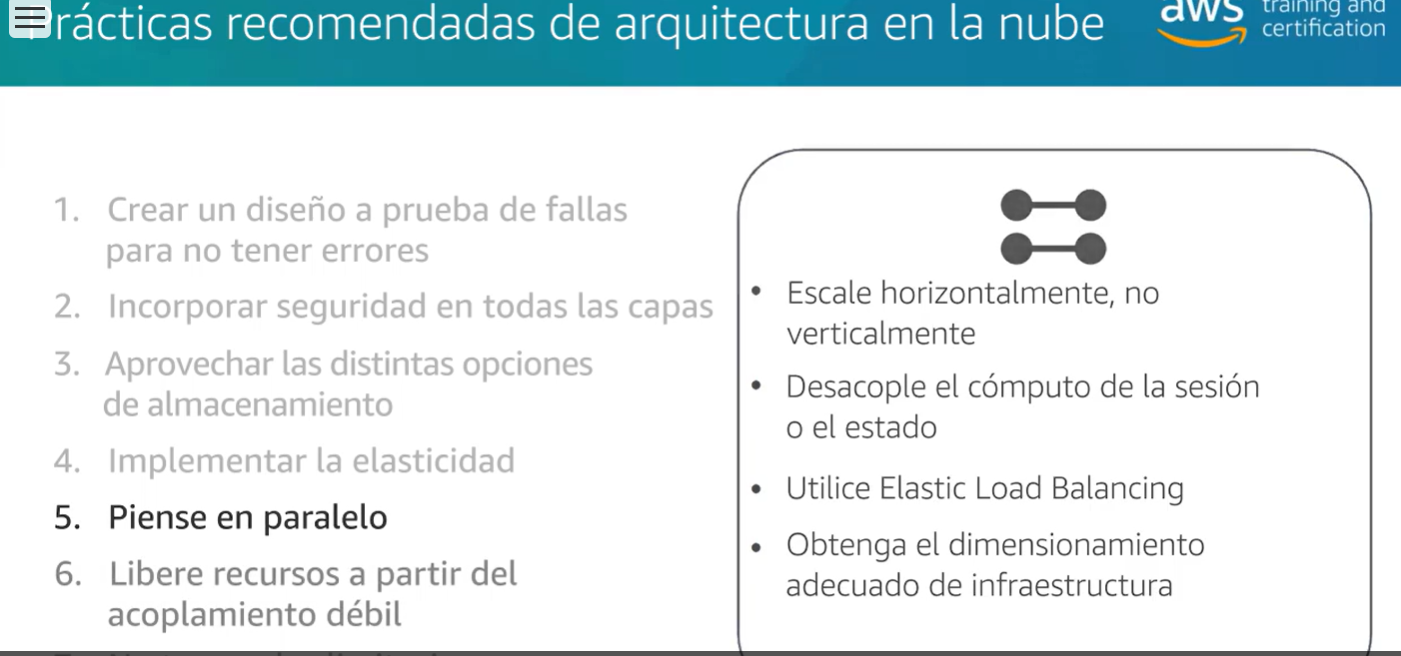 Prácticas recomendadas de arquitectura en la nube
aws training and
certification
1. Crear un diseño a prueba de fallas
para no tener errores
2. Incorporar seguridad en todas las capas
3. Aprovechar las distintas opciones
de almacenamiento
4. Implementar la elasticidad
5. Piense en paralelo
6. Libere recursos a partir del
acoplamiento débil
• Escale horizontalmente, no
verticalmente
• Desacople el cómputo de la sesión
o el estado
• Utilice Elastic Load Balancing
• Obtenga el dimensionamiento
adecuado de infraestructura